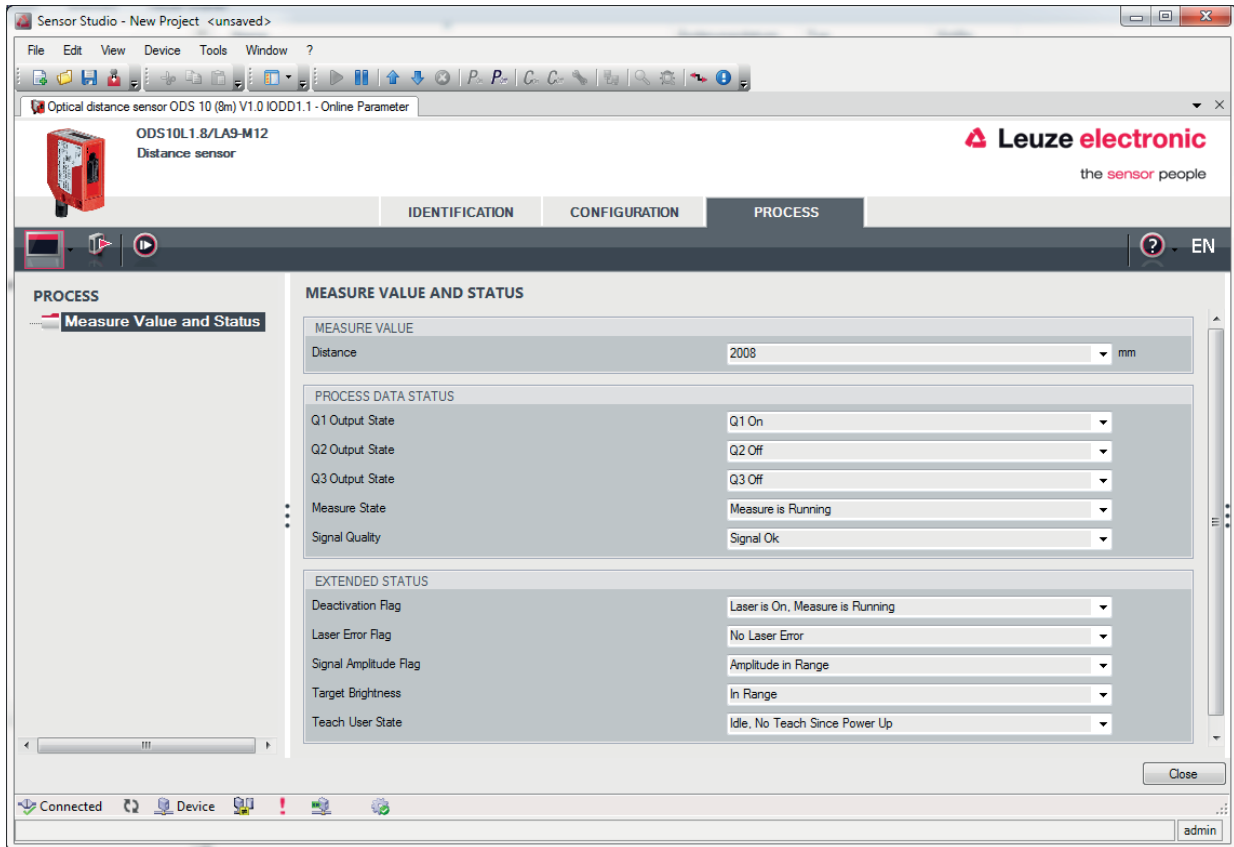 Sensor Studio - New Project <unsaved>
File Edit View Device Tools Window ?
Optical distance sensor ODS 10 (8m) V1.0 IODD1.1 - Online Parameter
ODS10L1.8/LA9-M12
Distance sensor
Leuze electronic
the sensor people
IDENTIFICATION CONFIGURATION PROCESS
EN
PROCESS
Measure Value and Status
MEASURE VALUE AND STATUS
MEASURE VALUE
Distance 2008 mm
PROCESS DATA STATUS
Q1 Output State Q1 On
Q2 Output State Q2 Off
Q3 Output State Q3 Off
Measure State Measure is Running
Signal Quality Signal Ok
EXTENDED STATUS
Deactivation Flag Laser is On, Measure is Running
Laser Error Flag No Laser Error
Signal Amplitude Flag Amplitude in Range
Target Brightness In Range
Teach User State Idle, No Teach Since Power Up
Close
Connected Device
admin